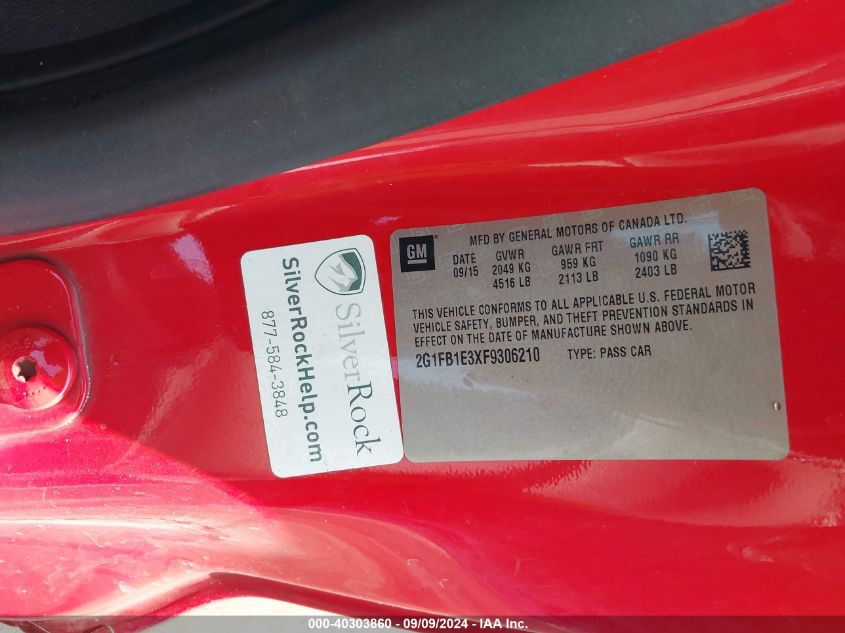 GM
MFD BY GENERAL MOTORS OF CANADA LTD.
DATE GVWR GAWR FRT GAWR RR
09/15 2049 KG 959 KG 1090 KG
4516 LB 2113 LB 2403 LB
THIS VEHICLE CONFORMS TO ALL APPLICABLE U.S. FEDERAL MOTOR
VEHICLE SAFETY, BUMPER, AND THEFT PREVENTION STANDARDS IN
EFFECT ON THE DATE OF MANUFACTURE SHOWN ABOVE.
2G1FB1E3XF9306210 TYPE: PASS CAR
SilverRock
SilverRockHelp.com
877-584-3848
000-40303860 - 09/09/2024 - IAAI.COM